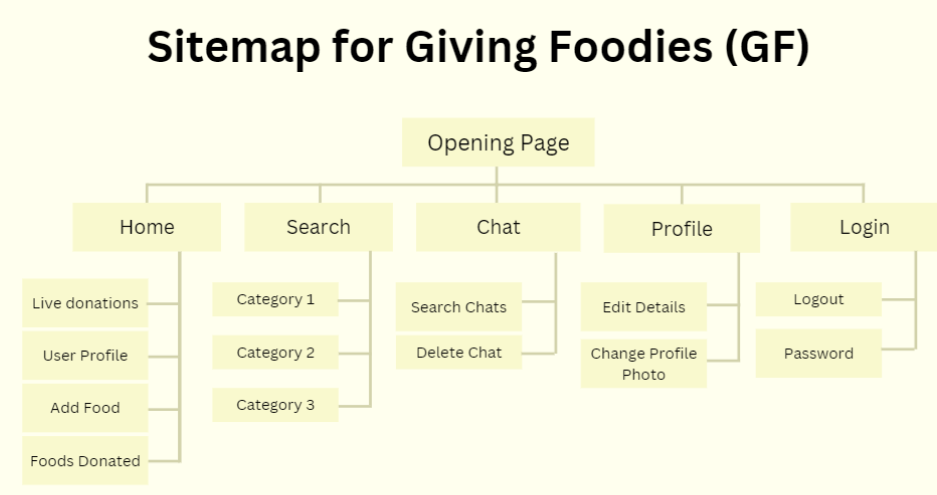 Sitemap for Giving Foodies (GF)
Opening Page
Home
Search
Chat
Profile
Login
Live donations
User Profile
Add Food
Foods Donated
Category 1
Category 2
Category 3
Search Chats
Delete Chat
Edit Details
Change Profile
Photo
Logout
Password